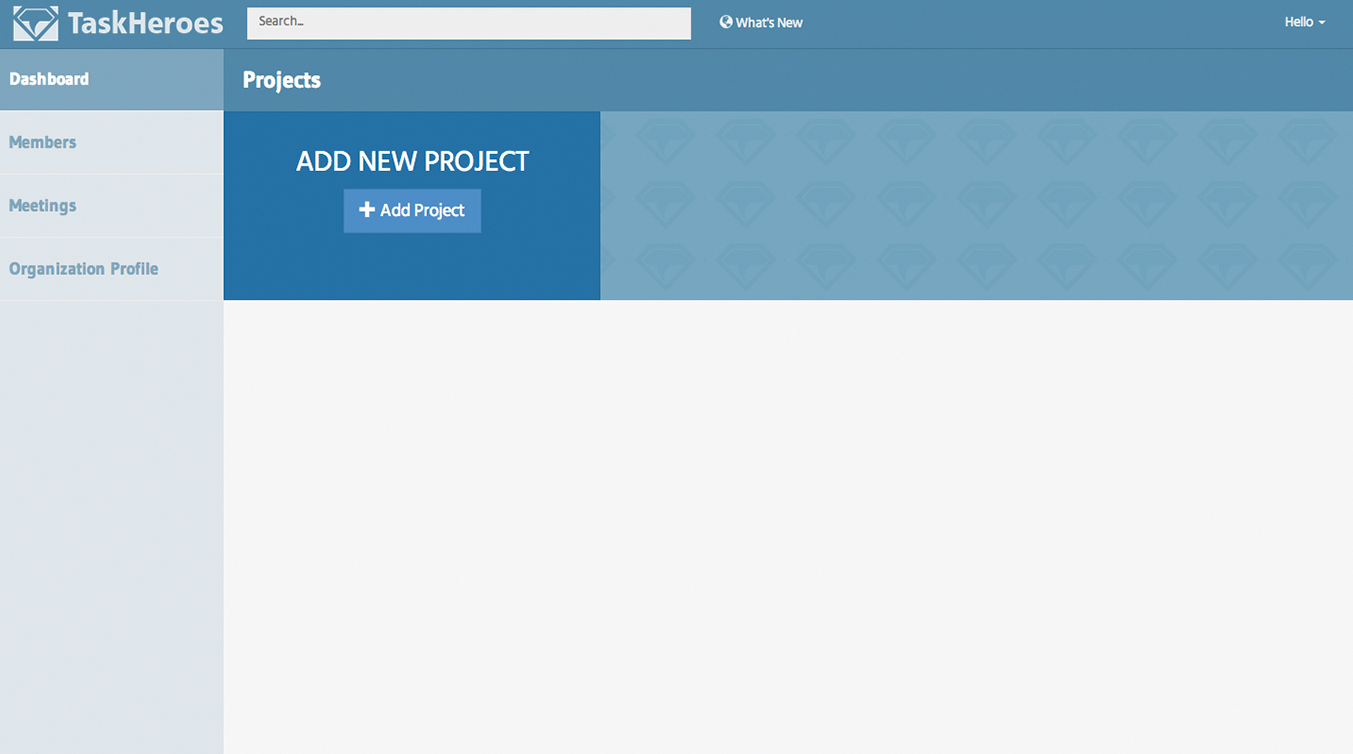 TaskHeroes
Search...
What's New
Hello
Dashboard
Members
Meetings
Organization Profile
Projects
ADD NEW PROJECT
Add Project